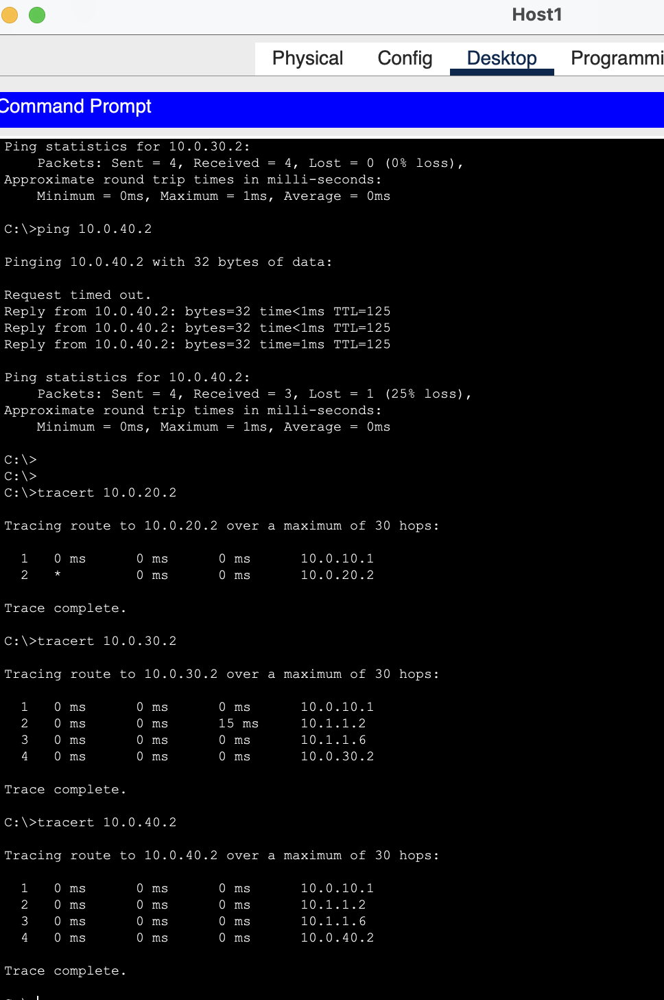 Host1
Physical Config Desktop Programmi
Command Prompt
Ping statistics for 10.0.30.2:
Packets: Sent = 4, Received = 4, Lost = 0 (0% loss),
Approximate round trip times in milli-seconds:
Minimum = 0ms, Maximum = 1ms, Average = 0ms
C:\>ping 10.0.40.2
Pinging 10.0.40.2 with 32 bytes of data:
Request timed out.
Reply from 10.0.40.2: bytes=32 time<1ms TTL=125
Reply from 10.0.40.2: bytes=32 time<1ms TTL=125
Reply from 10.0.40.2: bytes=32 time=1ms TTL=125
Ping statistics for 10.0.40.2:
Packets: Sent = 4, Received = 3, Lost = 1 (25% loss),
Approximate round trip times in milli-seconds:
Minimum = 0ms, Maximum = 1ms, Average = 0ms
C:\>
C:\>
C:\>tracert 10.0.20.2
Tracing route to 10.0.20.2 over a maximum of 30 hops:
1 0 ms 0 ms 0 ms 10.0.10.1
2 * 0 ms 0 ms 10.0.20.2
Trace complete.
C:\>tracert 10.0.30.2
Tracing route to 10.0.30.2 over a maximum of 30 hops:
1 0 ms 0 ms 0 ms 10.0.10.1
2 0 ms 0 ms 15 ms 10.1.1.2
3 0 ms 0 ms 0 ms 10.1.1.6
4 0 ms 0 ms 0 ms 10.0.30.2
Trace complete.
C:\>tracert 10.0.40.2
Tracing route to 10.0.40.2 over a maximum of 30 hops:
1 0 ms 0 ms 0 ms 10.0.10.1
2 0 ms 0 ms 0 ms 10.1.1.2
3 0 ms 0 ms 0 ms 10.1.1.6
4 0 ms 0 ms 0 ms 10.0.40.2
Trace complete.